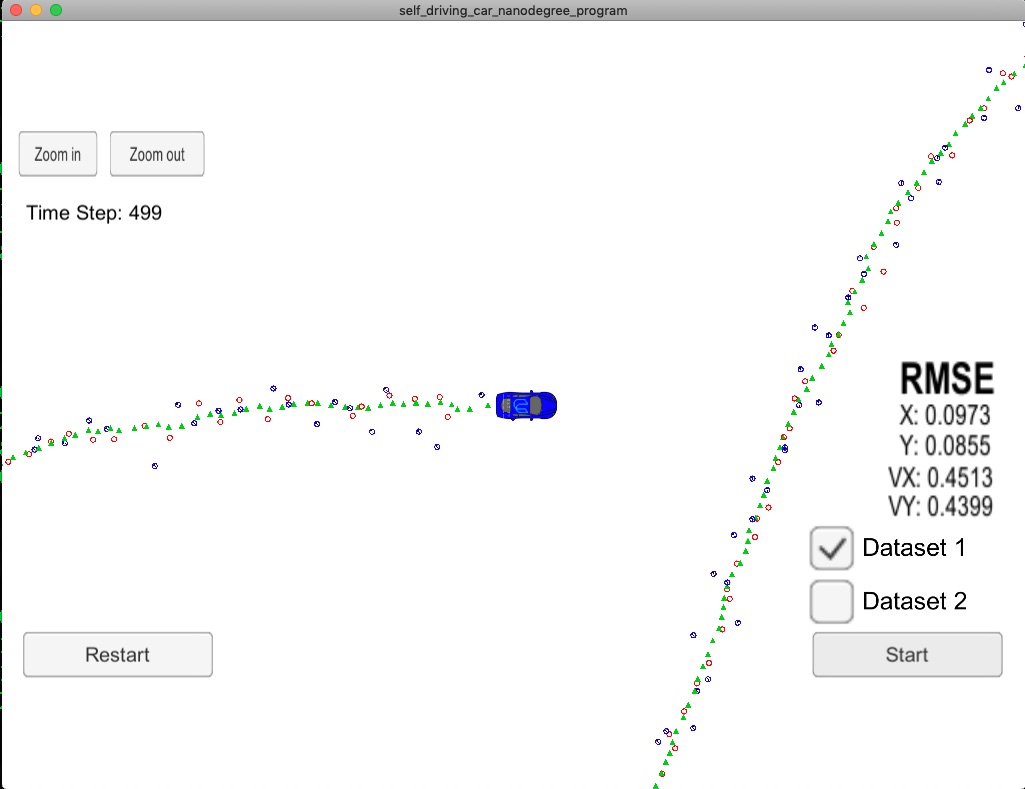 self_driving_car_nanodegree_program
Zoom in
Zoom out
Time Step: 499
RMSE
X: 0.0973
Y: 0.0855
VX: 0.4513
VY: 0.4399
Dataset 1
Dataset 2
Restart
Start